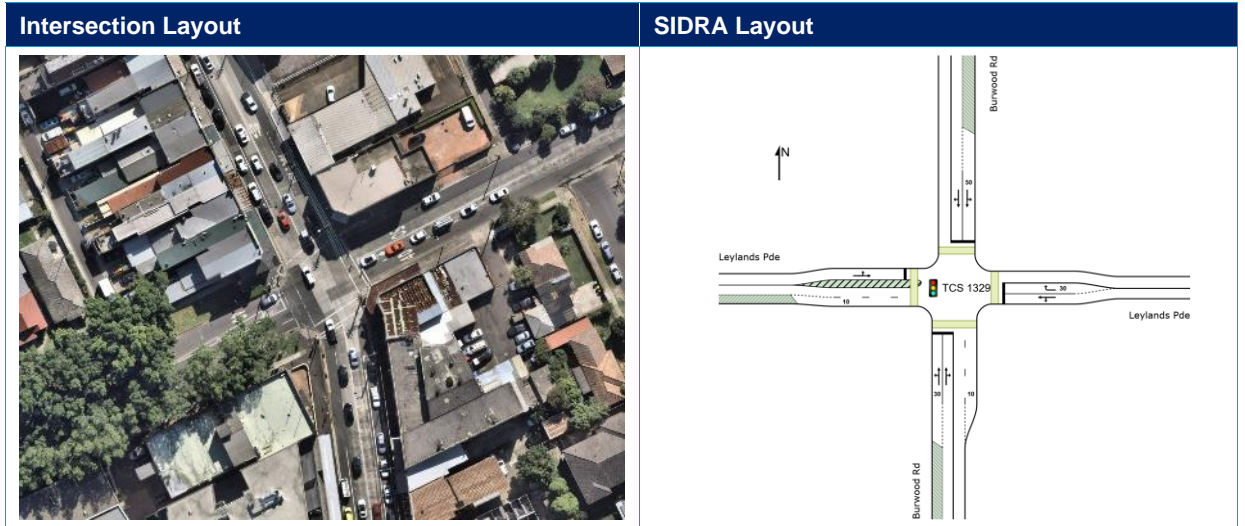 Intersection Layout
SIDRA Layout
Burwood Rd
N
50
Leylands Pde
TCS 1329
30
10
Leylands Pde
30
10
Burwood Rd